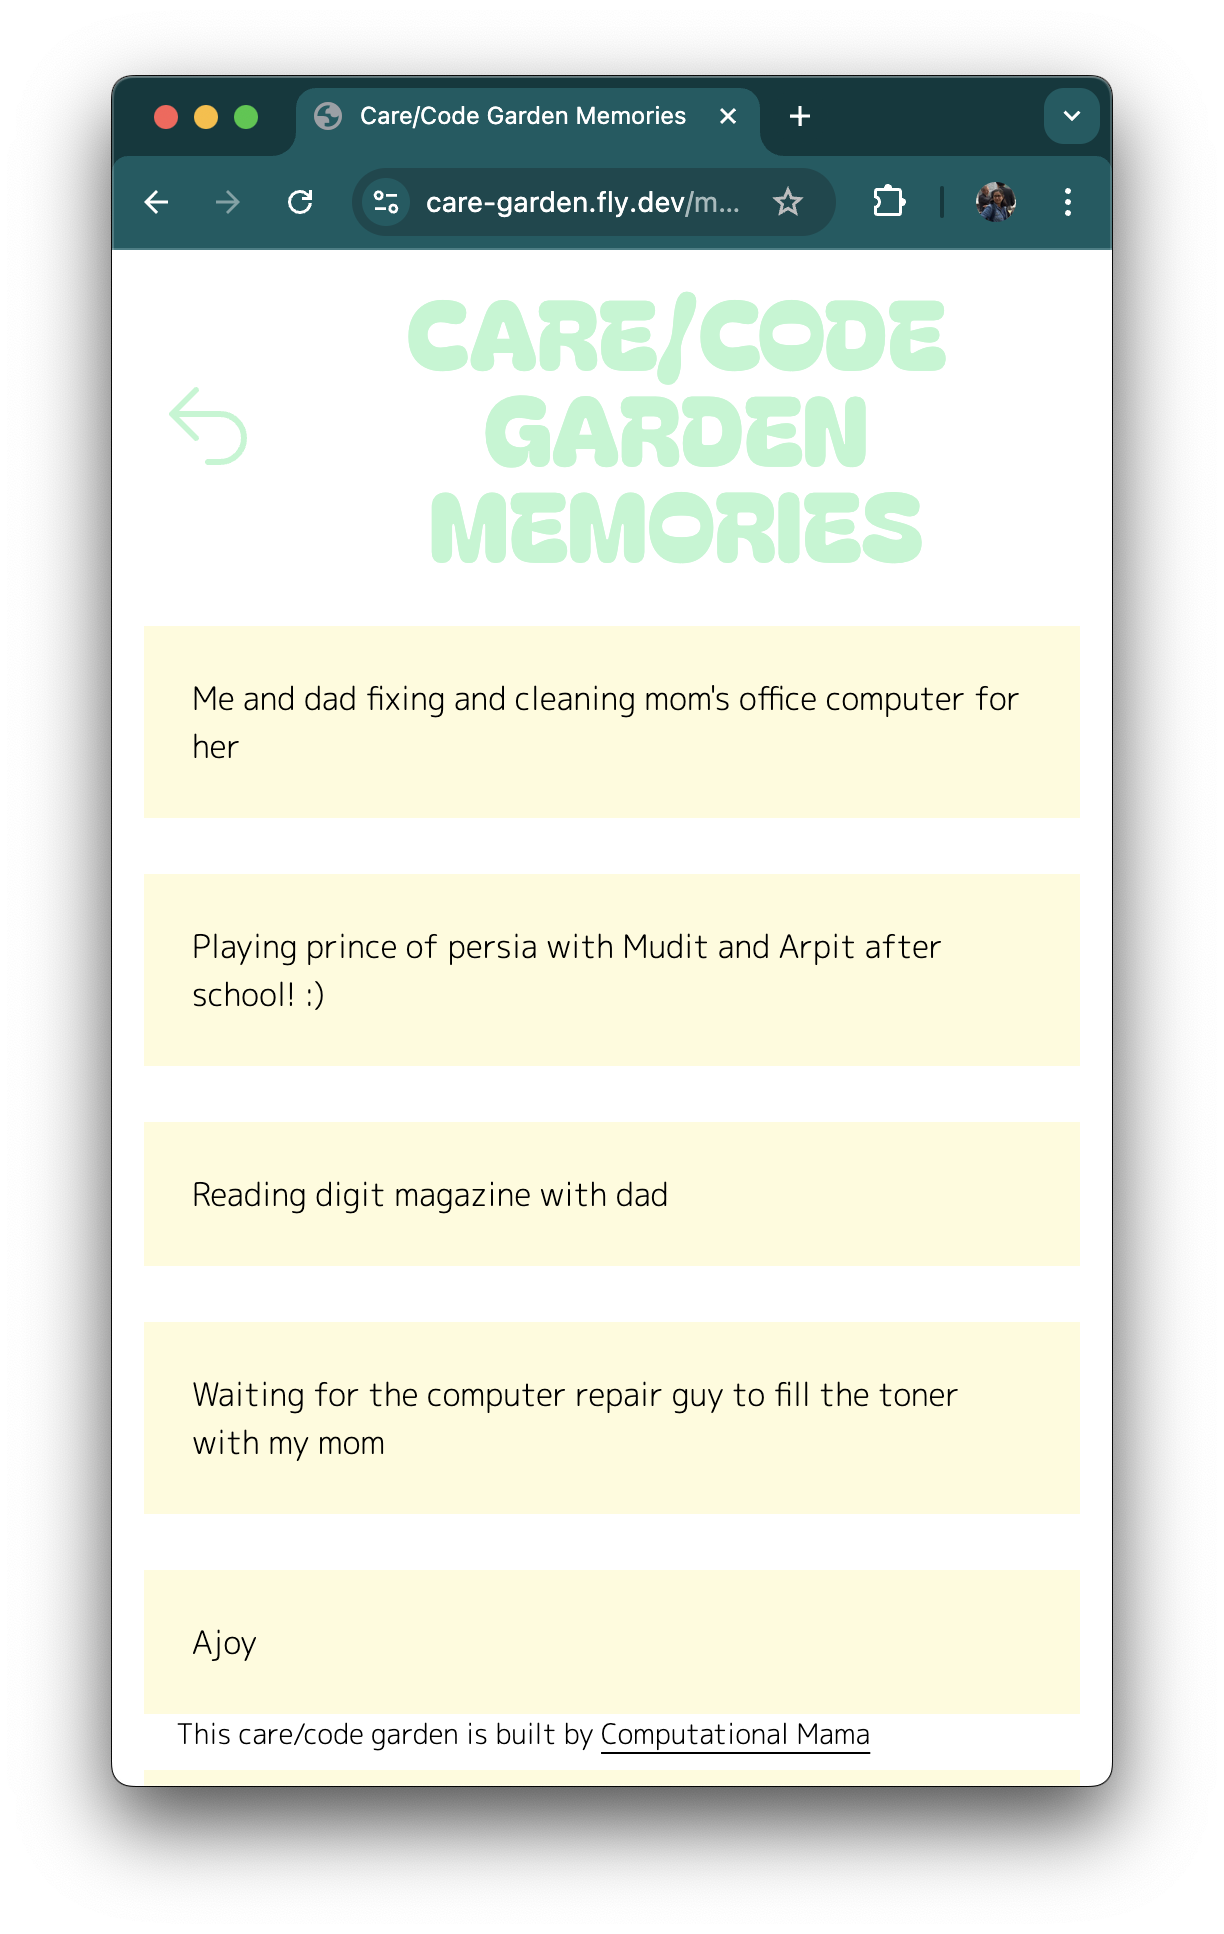 Care/Code Garden Memories
care-garden.fly.dev/m...
CARE/CODE
GARDEN
MEMORIES
Me and dad fixing and cleaning mom's office computer for
her
Playing prince of persia with Mudit and Arpit after
school! :)
Reading digit magazine with dad
Waiting for the computer repair guy to fill the toner
with my mom
Ajoy
This care/code garden is built by Computational Mama